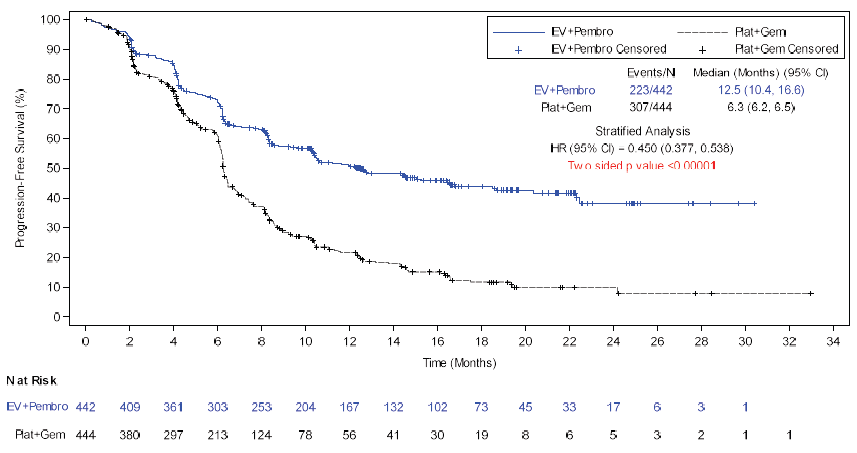 EV+Pembro Plat+Gem
EV+Pembro Censored Plat+Gem Censored
Events/N Median (Months) (95% CI)
EV+Pembro 223/442 12.5 (10.4, 16.6)
Plat+Gem 307/444 6.3 (6.2, 6.5)
Stratified Analysis
HR (95% CI) = 0.450 (0.377, 0.538)
Two sided p value <0.00001
Progression-Free Survival (%)
100
90
80
70
60
50
40
30
20
10
0
0 2 4 6 8 10 12 14 16 18 20 22 24 26 28 30 32 34
Time (Months)
N at Risk
EV+Pembro 442 409 361 303 253 204 167 132 102 73 45 33 17 6 3 1
Plat+Gem 444 380 297 213 124 78 56 41 30 19 8 6 5 3 2 1 1